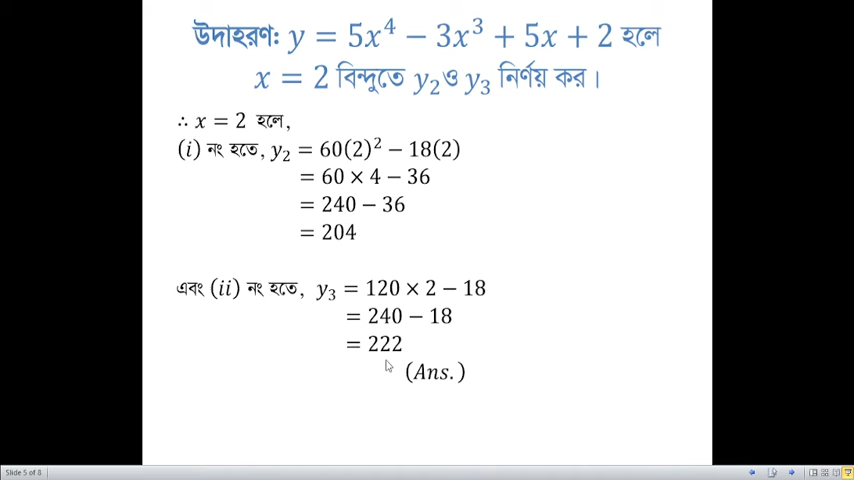 উদাহরণ: y = 5x⁴ − 3x³ + 5x + 2 হলে
x = 2 বিন্দুতে y₂ও y₃ নির্ণয় কর।
∴ x = 2 হলে,
(i) নং হতে, y₂ = 60(2)² − 18(2)
= 60 × 4 − 36
= 240 − 36
= 204
এবং (ii) নং হতে, y₃ = 120 × 2 − 18
= 240 − 18
= 222
(Ans.)
Slide 5 of 8